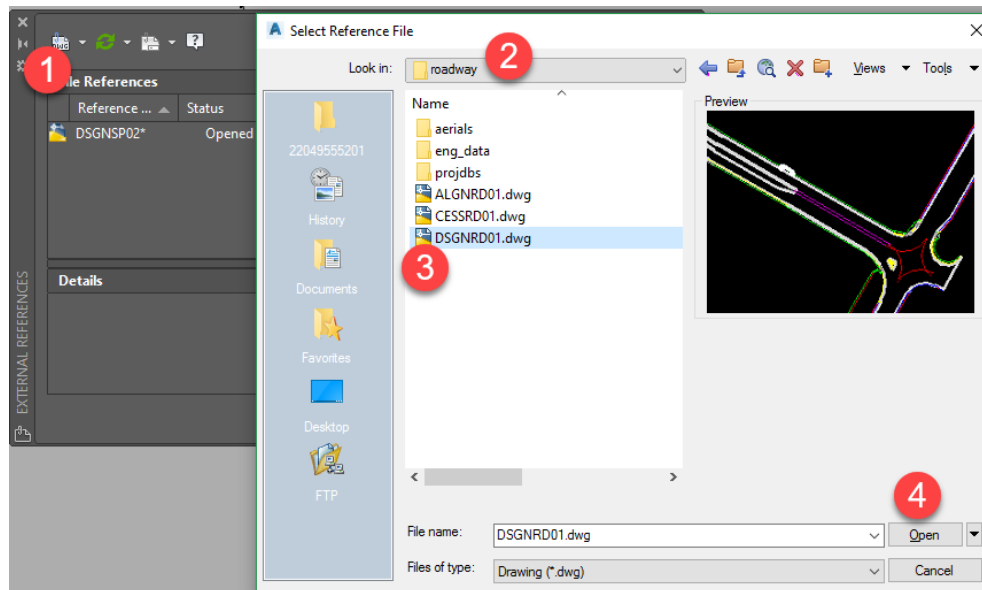 Select Reference File
1
File References
Reference ...
Status
DSGNSP02*
Opened
Details
EXTERNAL REFERENCES
Look in:
roadway
2
Views
Tools
22049555201
History
Documents
Favorites
Desktop
FTP
Name
aerials
eng_data
projdbs
ALGNRD01.dwg
CESSRD01.dwg
DSGNRD01.dwg
3
Preview
4
File name:
DSGNRD01.dwg
Open
Files of type:
Drawing (*.dwg)
Cancel